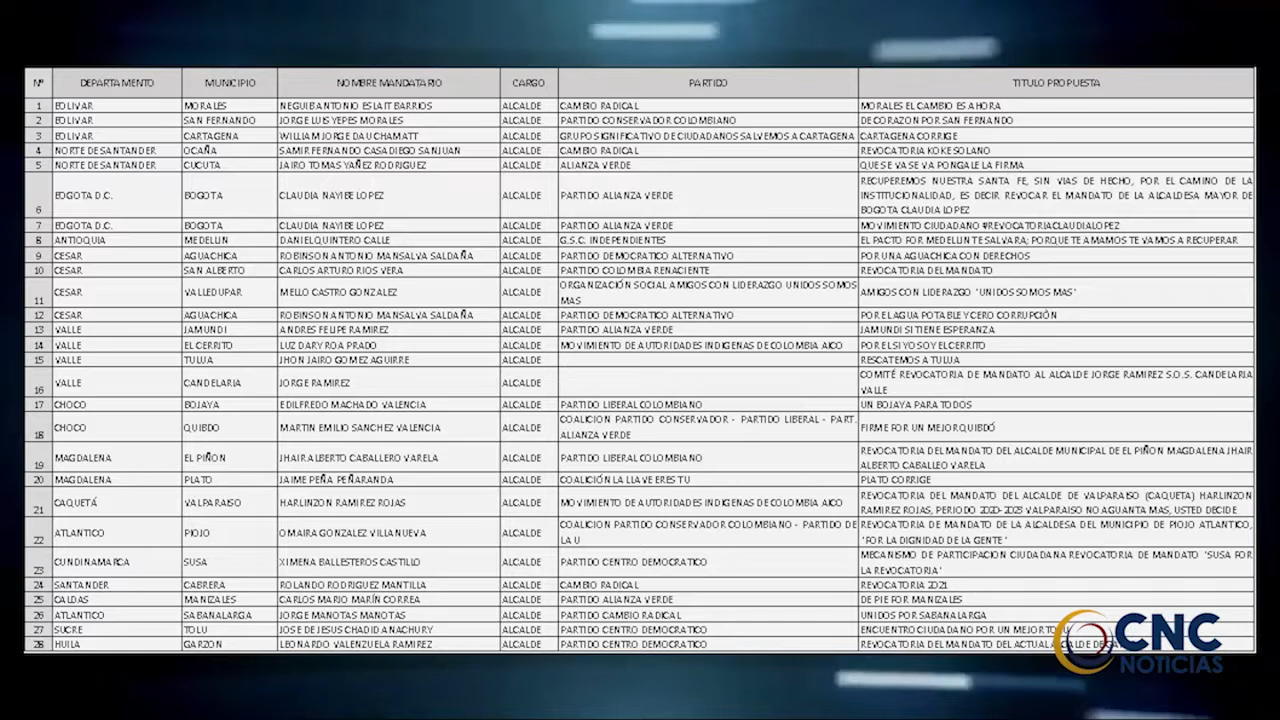 Nº DEPARTAMENTO MUNICIPIO NOMBRE MANDATARIO CARGO PARTIDO TITULO PROPUESTA
1 BOLIVAR MORALES NEGUIB ANTONIO ESLAIT BARRIOS ALCALDE CAMBIO RADICAL MORALES EL CAMBIO ES AHORA
2 BOLIVAR SAN FERNANDO JORGE LUIS YEPES MORALES ALCALDE PARTIDO CONSERVADOR COLOMBIANO DE CORAZON POR SAN FERNANDO
3 BOLIVAR CARTAGENA WILLIAM JORGE DAU CHAMATT ALCALDE GRUPO SIGNIFICATIVO DE CIUDADANOS SALVEMOS A CARTAGENA CARTAGENA CORRIGE
4 NORTE DE SANTANDER OCAÑA SAMIR FERNANDO CASADIEGO SANJUAN ALCALDE CAMBIO RADICAL REVOCATORIA KOKE SOLANO
5 NORTE DE SANTANDER CUCUTA JAIRO TOMAS YAÑEZ RODRIGUEZ ALCALDE ALIANZA VERDE QUE SE VA SE VA PONGALE LA FIRMA
6 BOGOTA D.C. BOGOTA CLAUDIA NAYIBE LOPEZ ALCALDE PARTIDO ALIANZA VERDE RECUPEREMOS NUESTRA SANTA FE, SIN VIAS DE HECHO, POR EL CAMINO DE LA
INSTITUCIONALIDAD, ES DECIR REVOCAR EL MANDATO DE LA ALCALDESA MAYOR DE
BOGOTA CLAUDIA LOPEZ
7 BOGOTA D.C. BOGOTA CLAUDIA NAYIBE LOPEZ ALCALDE PARTIDO ALIANZA VERDE MOVIMIENTO CIUDADANO #REVOCATORIACLAUDIALOPEZ
8 ANTIOQUIA MEDELLIN DANIEL QUINTERO CALLE ALCALDE G.S.C. INDEPENDIENTES EL PACTO POR MEDELLIN TE SALVARA; PORQUE TE AMAMOS TE VAMOS A RECUPERAR
9 CESAR AGUACHICA ROBINSON ANTONIO MANSALVA SALDAÑA ALCALDE PARTIDO DEMOCRATICO ALTERNATIVO POR UNA AGUACHICA CON DERECHOS
10 CESAR SAN ALBERTO CARLOS ARTURO RIOS VERA ALCALDE PARTIDO COLOMBIA RENACIENTE REVOCATORIA DEL MANDATO
11 CESAR VALLEDUPAR MELLO CASTRO GONZALEZ ALCALDE ORGANIZACIÓN SOCIAL AMIGOS CON LIDERAZGO UNIDOS SOMOS
MAS AMIGOS CON LIDERAZGO "UNIDOS SOMOS MAS"
12 CESAR AGUACHICA ROBINSON ANTONIO MANSALVA SALDAÑA ALCALDE PARTIDO DEMOCRATICO ALTERNATIVO POR EL AGUA POTABLE Y CERO CORRUPCIÓN
13 VALLE JAMUNDI ANDRES FELIPE RAMIREZ ALCALDE PARTIDO ALIANZA VERDE JAMUNDI SI TIENE ESPERANZA
14 VALLE EL CERRITO LUZ DARY ROA PRADO ALCALDE MOVIMIENTO DE AUTORIDADES INDIGENAS DE COLOMBIA AICO POR EL SI YO SOY EL CERRITO
15 VALLE TULUA JHON JAIRO GOMEZ AGUIRRE ALCALDE RESCATEMOS A TULUA
16 VALLE CANDELARIA JORGE RAMIREZ ALCALDE COMITÉ REVOCATORIA DE MANDATO AL ALCALDE JORGE RAMIREZ S.O.S. CANDELARIA
VALLE
17 CHOCO BOJAYA EDILFREDO MACHADO VALENCIA ALCALDE PARTIDO LIBERAL COLOMBIANO UN BOJAYA PARA TODOS
18 CHOCO QUIBDO MARTIN EMILIO SANCHEZ VALENCIA ALCALDE COALICION PARTIDO CONSERVADOR - PARTIDO LIBERAL - PART.
ALIANZA VERDE FIRME FOR UN MEJOR QUIBDÓ
19 MAGDALENA EL PIÑON JHAIR ALBERTO CABALLERO VARELA ALCALDE PARTIDO LIBERAL COLOMBIANO REVOCATORIA DEL MANDATO DEL ALCALDE MUNICIPAL DE EL PIÑON MAGDALENA JHAIR
ALBERTO CABALLEO VARELA
20 MAGDALENA PLATO JAIME PEÑA PEÑARANDA ALCALDE COALICIÓN LA LLAVE ERES TU PLATO CORRIGE
21 CAQUETÁ VALPARAISO HARLINZON RAMIREZ ROJAS ALCALDE MOVIMIENTO DE AUTORIDADES INDIGENAS DE COLOMBIA AICO REVOCATORIA DEL MANDATO DEL ALCALDE DE VALPARAISO (CAQUETA) HARLINZON
RAMIREZ ROJAS, PERIODO 2020-2023 VALPARAISO NO AGUANTA MAS, USTED DECIDE
22 ATLANTICO PIOJO OMAIRA GONZALEZ VILLANUEVA ALCALDE COALICION PARTIDO CONSERVADOR COLOMBIANO - PARTIDO DE
LA U REVOCATORIA DE MANDATO DE LA ALCALDESA DEL MUNICIPIO DE PIOJO ATLANTICO,
"FOR LA DIGNIDAD DE LA GENTE"
23 CUNDINAMARCA SUSA XIMENA BALLESTEROS CASTILLO ALCALDE PARTIDO CENTRO DEMOCRATICO MECANISMO DE PARTICIPACION CIUDADANA REVOCATORIA DE MANDATO "SUSA FOR
LA REVOCATORIA"
24 SANTANDER CABRERA ROLANDO RODRIGUEZ MANTILLA ALCALDE CAMBIO RADICAL REVOCATORIA 2021
25 CALDAS MANIZALES CARLOS MARIO MARÍN CORREA ALCALDE PARTIDO ALIANZA VERDE DE PIE FOR MANIZALES
26 ATLANTICO SABANALARGA JORGE MANOTAS MANOTAS ALCALDE PARTIDO CAMBIO RADICAL UNIDOS POR SABANALARGA
27 SUCRE TOLU JOSE DE JESUS CHADID ANACHURY ALCALDE PARTIDO CENTRO DEMOCRATICO ENCUENTRO CIUDADANO POR UN MEJOR
28 HUILA GARZON LEONARDO VALENZUELA RAMIREZ ALCALDE PARTIDO CENTRO DEMOCRATICO REVOCATORIA DEL MANDATO DEL ACTUAL ALCALDE DE
CNC
NOTICIAS